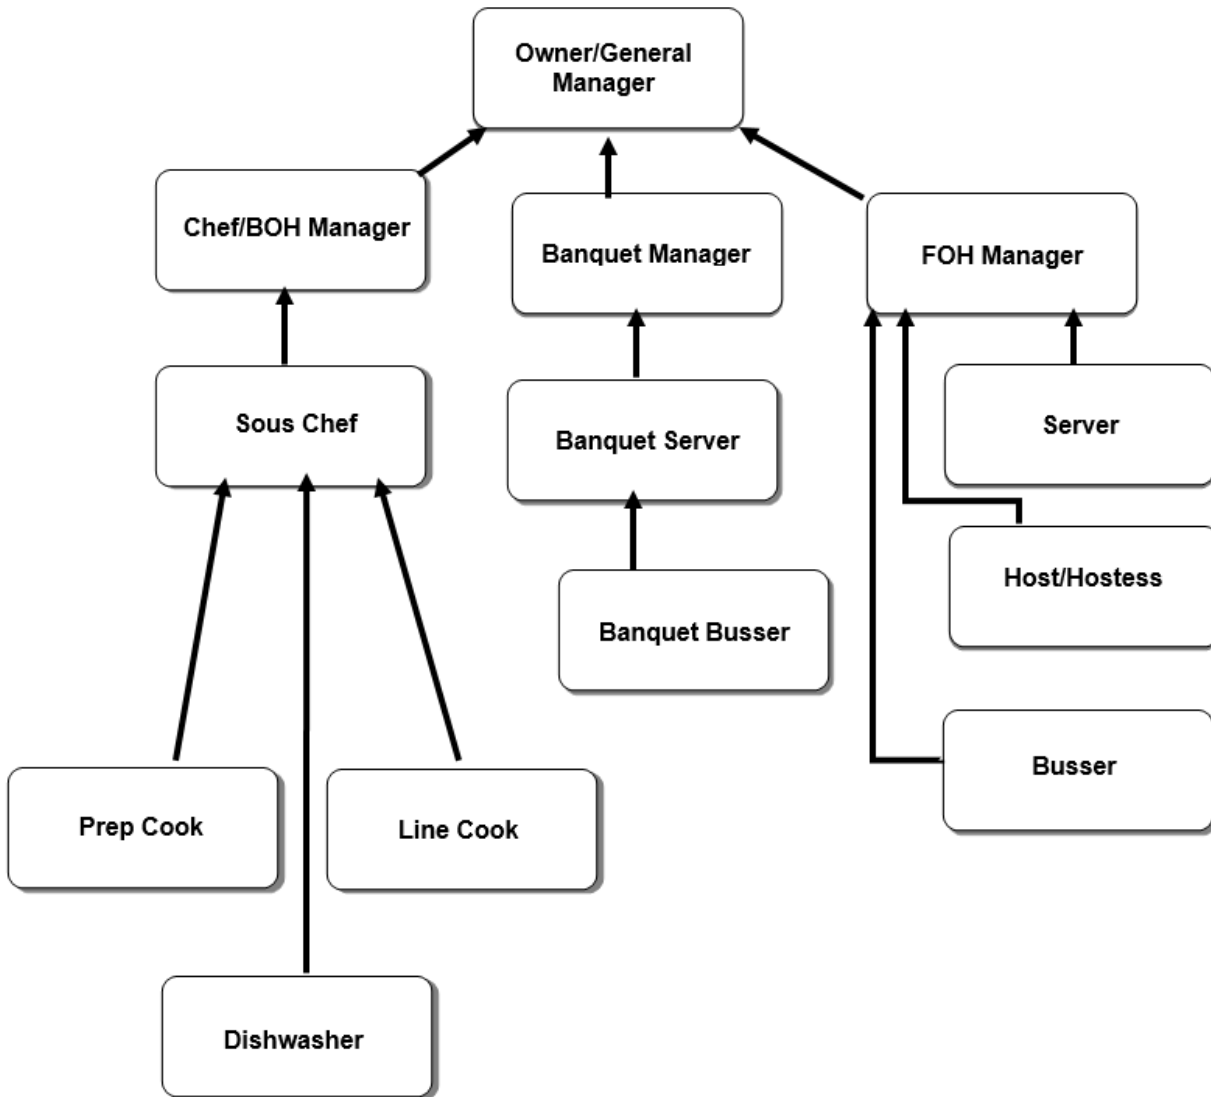 Owner/General
Manager
Chef/BOH Manager
Banquet Manager
FOH Manager
Sous Chef
Banquet Server
Server
Host/Hostess
Banquet Busser
Busser
Prep Cook
Line Cook
Dishwasher